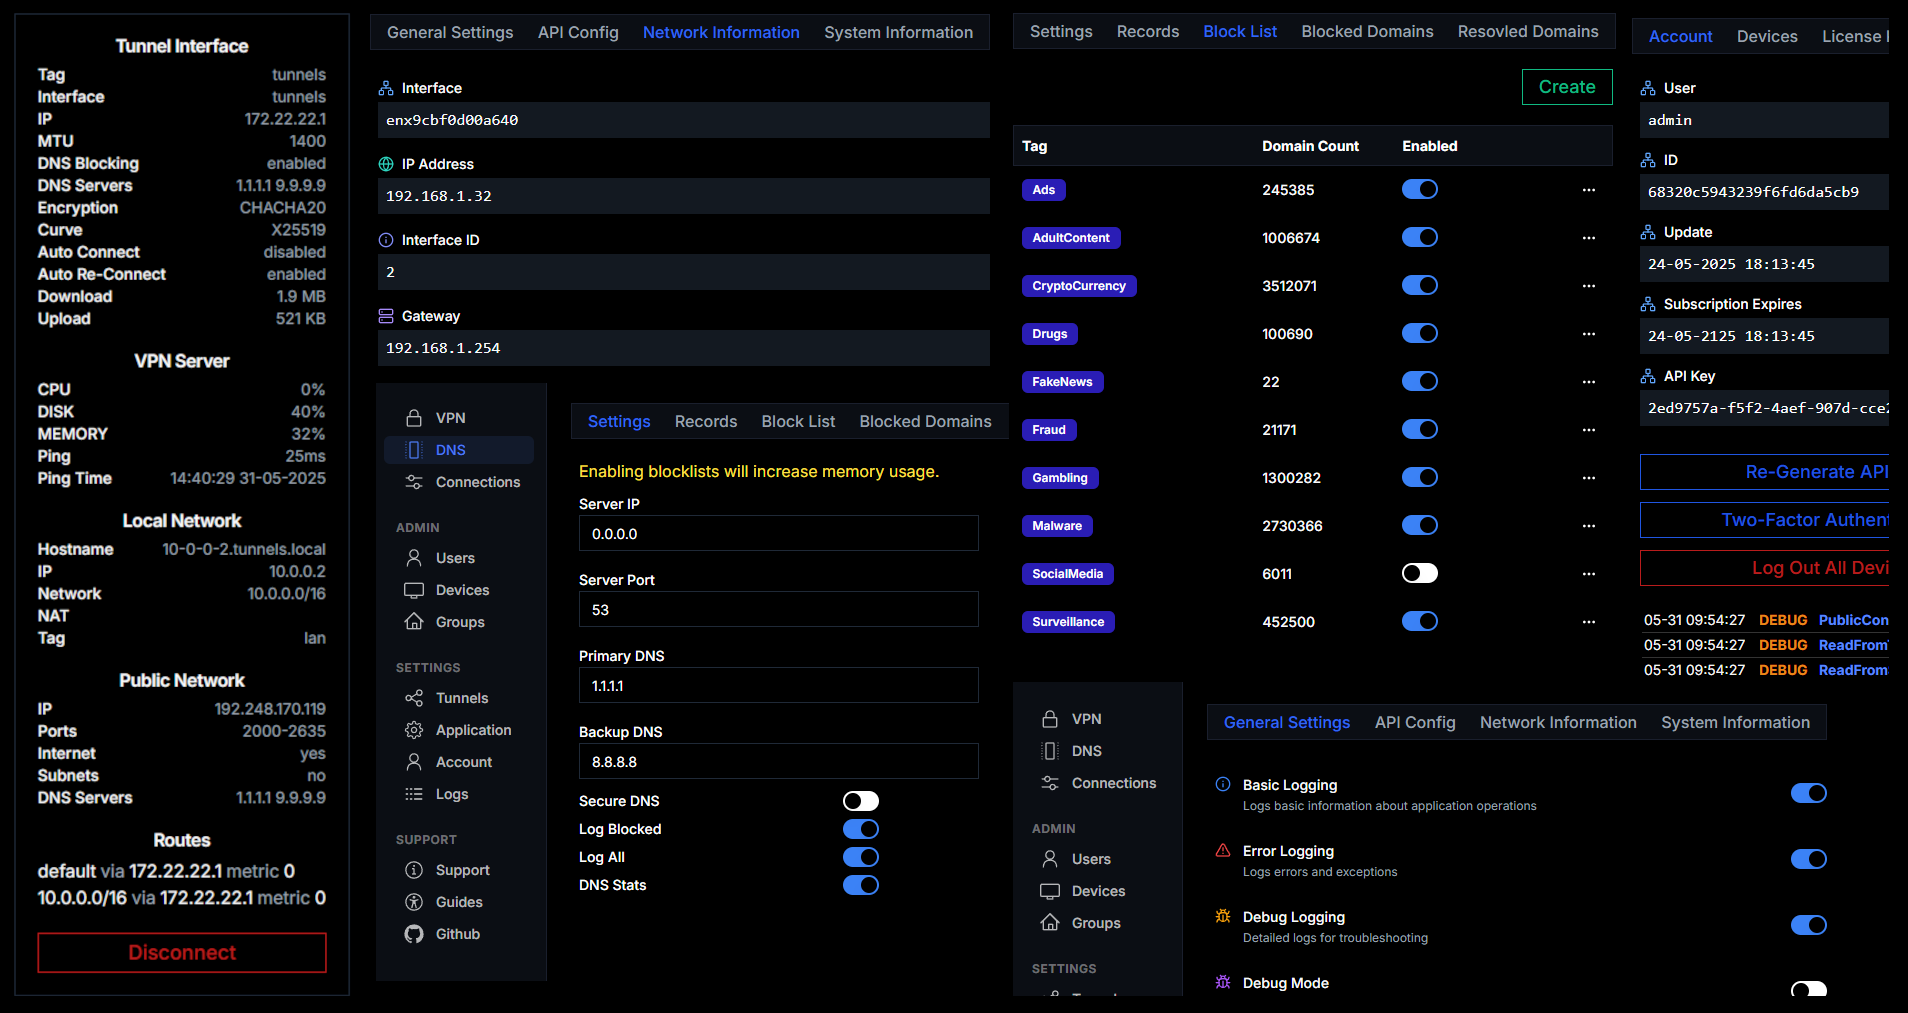 Tunnel Interface
Tag tunnels
Interface tunnels
IP 172.22.22.1
MTU 1400
DNS Blocking enabled
DNS Servers 1.1.1.1 9.9.9.9
Encryption CHACHA20
Curve X25519
Auto Connect disabled
Auto Re-Connect enabled
Download 1.9 MB
Upload 521 KB
VPN Server
CPU 0%
DISK 40%
MEMORY 32%
Ping 25ms
Ping Time 14:40:29 31-05-2025
Local Network
Hostname 10-0-0-2.tunnels.local
IP 10.0.0.2
Network 10.0.0.0/16
NAT
Tag lan
Public Network
IP 192.248.170.119
Ports 2000-2635
Internet yes
Subnets no
DNS Servers 1.1.1.1 9.9.9.9
Routes
default via 172.22.22.1 metric 0
10.0.0.0/16 via 172.22.22.1 metric 0
Disconnect
General Settings API Config Network Information System Information
Interface
enx9cbf0d00a640
IP Address
192.168.1.32
Interface ID
2
Gateway
192.168.1.254
VPN
DNS
Connections
ADMIN
Users
Devices
Groups
SETTINGS
Tunnels
Application
Account
Logs
SUPPORT
Support
Guides
Github
Settings Records Block List Blocked Domains
Enabling blocklists will increase memory usage.
Server IP
0.0.0.0
Server Port
53
Primary DNS
1.1.1.1
Backup DNS
8.8.8.8
Secure DNS
Log Blocked
Log All
DNS Stats
Settings Records Block List Blocked Domains Resovled Domains
Create
Tag Domain Count Enabled
Ads 245385 ...
AdultContent 1006674 ...
CryptoCurrency 3512071 ...
Drugs 100690 ...
FakeNews 22 ...
Fraud 21171 ...
Gambling 1300282 ...
Malware 2730366 ...
SocialMedia 6011 ...
Surveillance 452500 ...
Account Devices License
User
admin
ID
68320c5943239f6fd6da5cb9
Update
24-05-2025 18:13:45
Subscription Expires
24-05-2125 18:13:45
API Key
2ed9757a-f5f2-4aef-907d-cce2
Re-Generate API
Two-Factor Authent
Log Out All Devi
05-31 09:54:27 DEBUG PublicCon
05-31 09:54:27 DEBUG ReadFrom
05-31 09:54:27 DEBUG ReadFrom
VPN
DNS
Connections
ADMIN
Users
Devices
Groups
SETTINGS
General Settings API Config Network Information System Information
Basic Logging
Logs basic information about application operations
Error Logging
Logs errors and exceptions
Debug Logging
Detailed logs for troubleshooting
Debug Mode